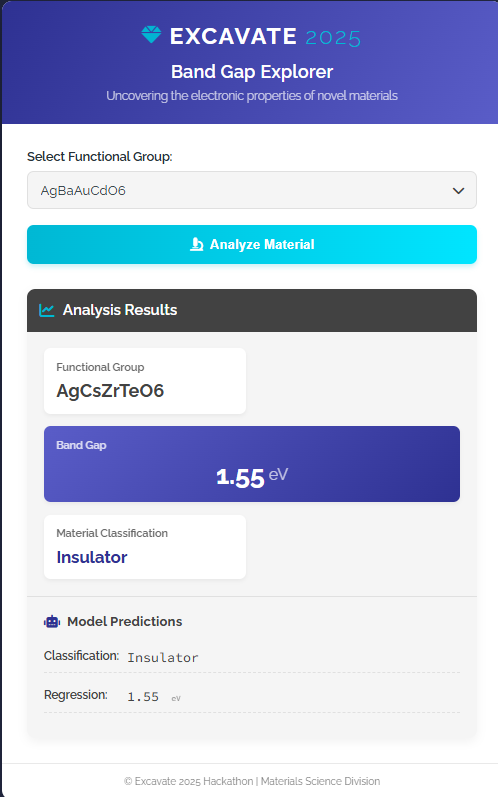 EXCAVATE 2025
Band Gap Explorer
Uncovering the electronic properties of novel materials
Select Functional Group:
AgBaAuCdO6
Analyze Material
Analysis Results
Functional Group
AgCsZrTeO6
Band Gap
1.55 eV
Material Classification
Insulator
Model Predictions
Classification: Insulator
Regression: 1.55 eV
© Excavate 2025 Hackathon | Materials Science Division